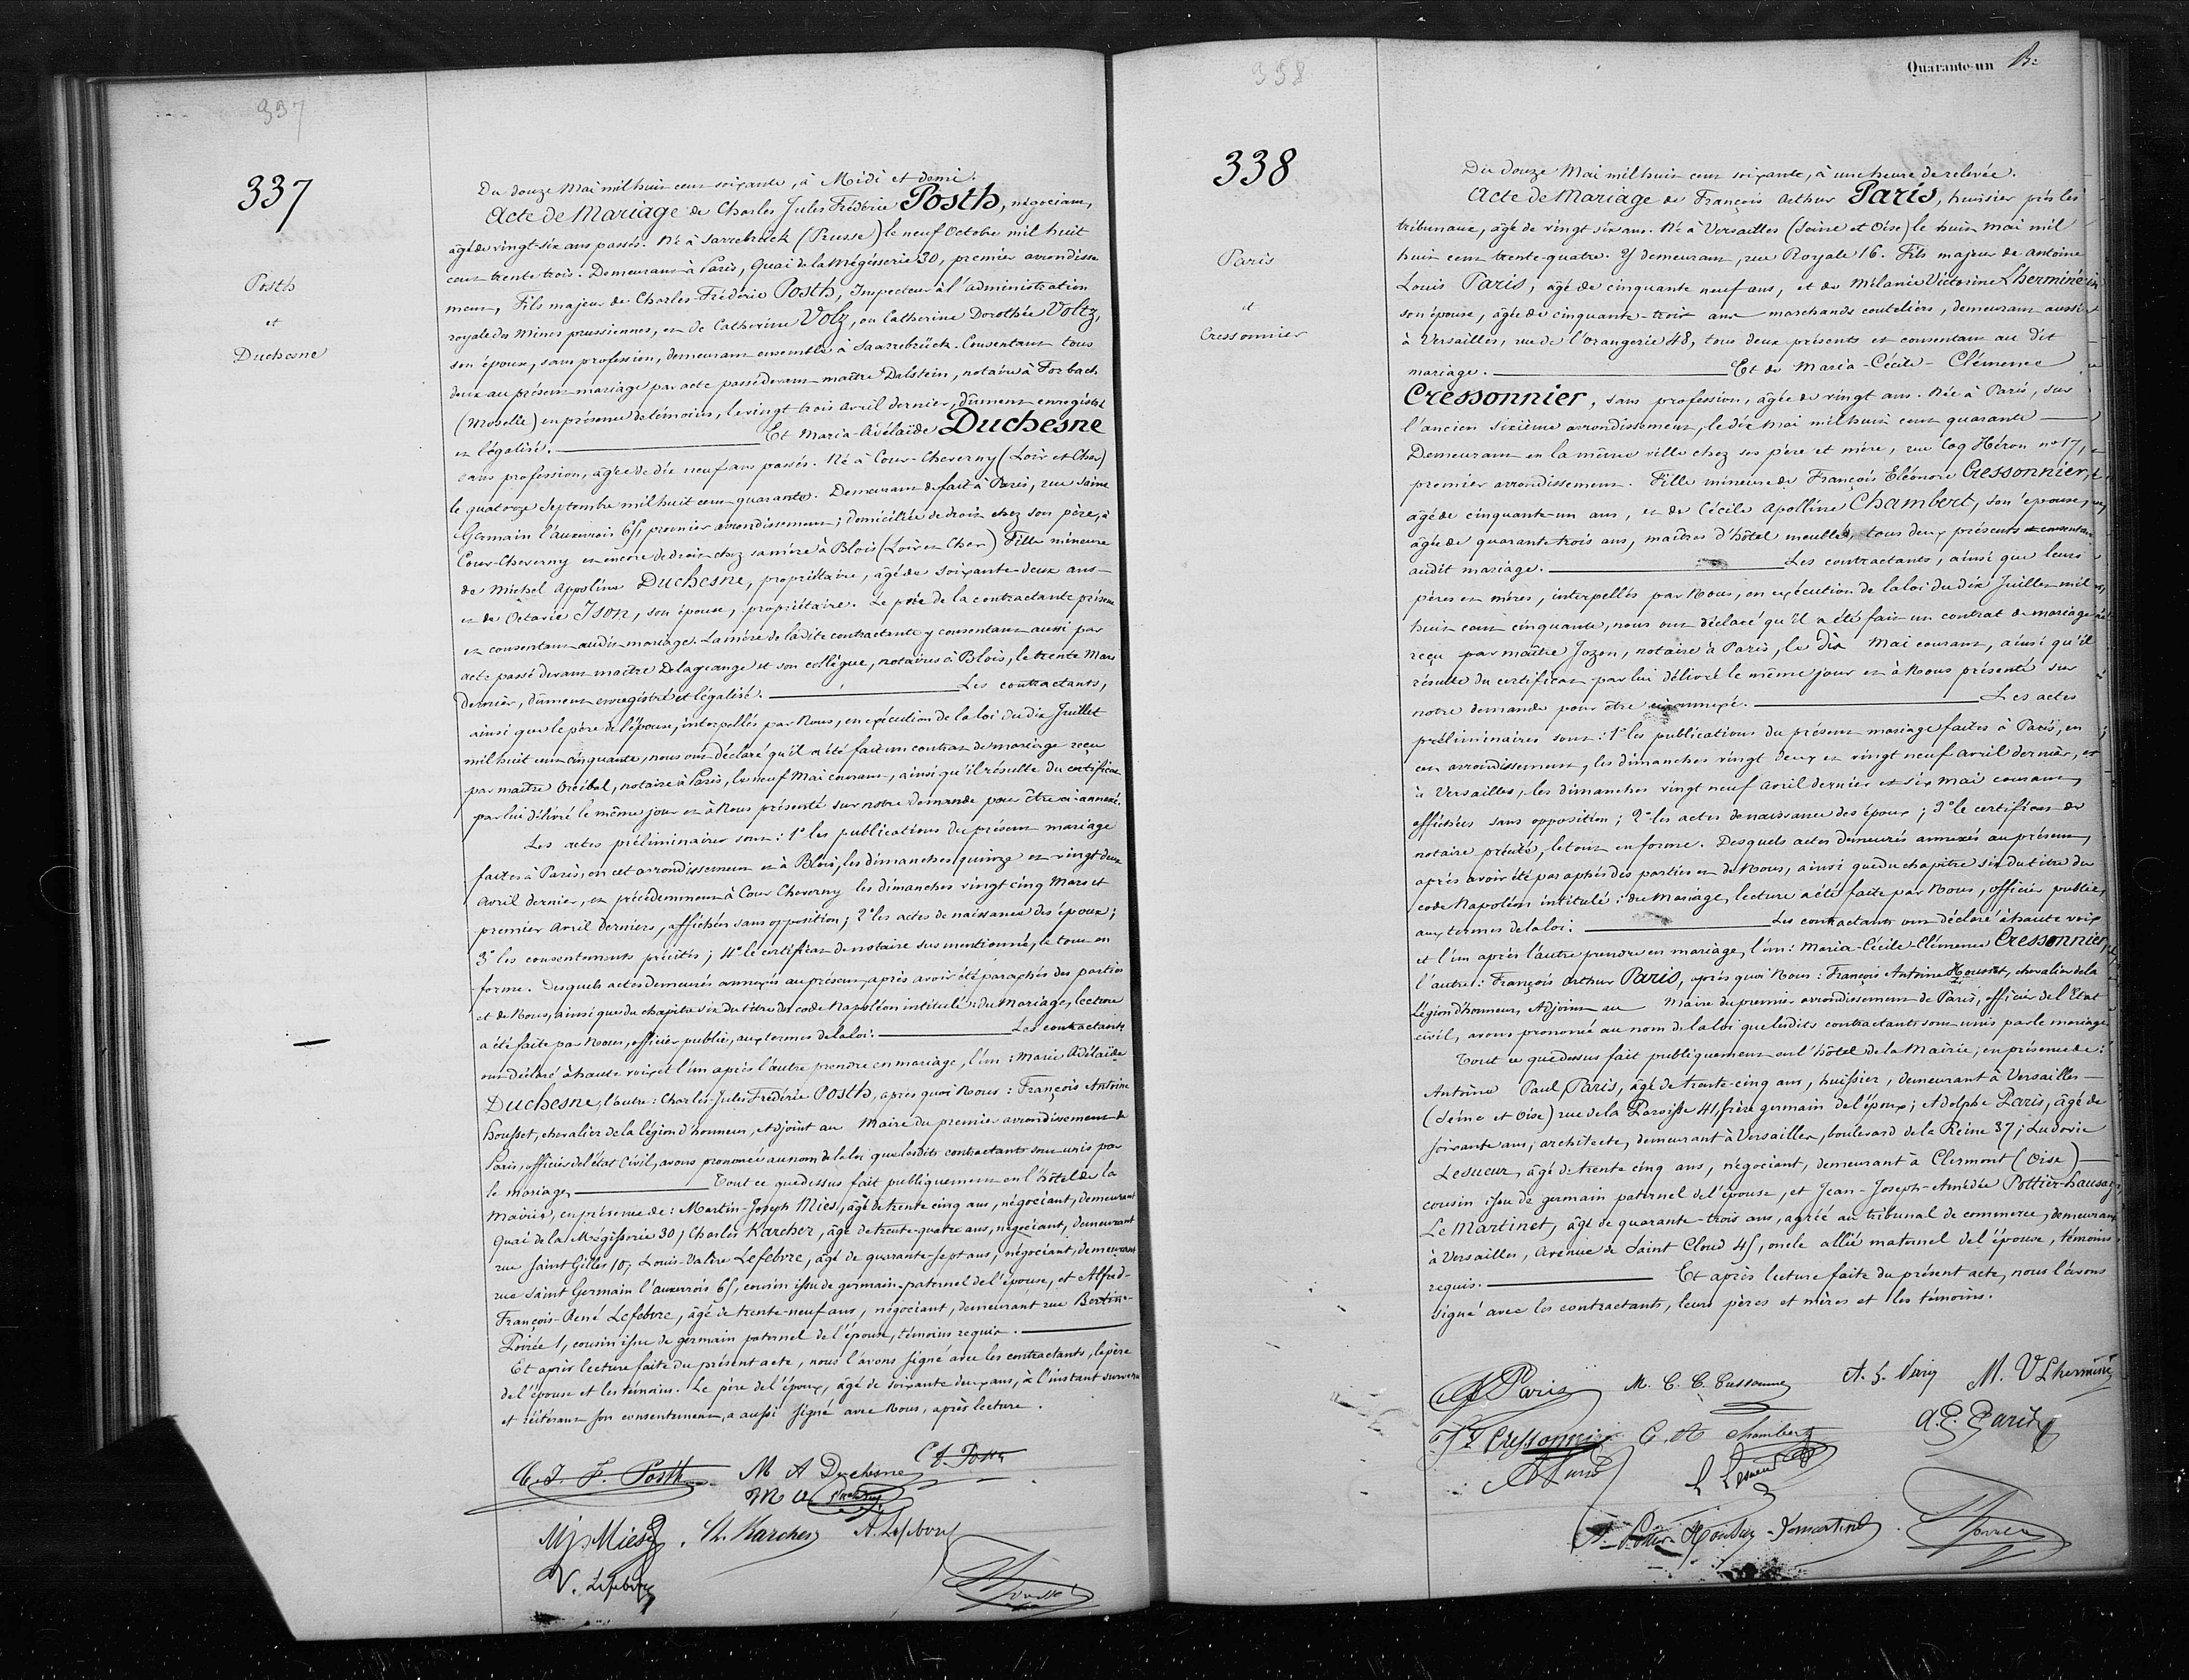 337
337
Posth
et
Duchesne
Du douze Mai mil huit cent soixante, à Midi et demi.
Acte de Mariage de Charles Jules Frédéric Posth, négociant,
âgé de vingt-six ans passés. Né à Sarrebrück (Prusse) le neuf Octobre mil huit
cent trente trois. Demeurant à Paris, Quai de la Mégisserie 30, premier arrondisse
ment, Fils majeur de Charles-Frédéric Posth, Inspecteur à l'administration
royale des Mines prussiennes, et de Catherine Volz, ou Catherine Dorothée Voltz,
son épouse, sans profession, demeurant ensemble à Saarrebrück. Consentant tous
deux au présent mariage par acte passé devant maître Dalstein, notaire à Forbach
(Moselle) en présence de témoins, le vingt trois avril dernier, dûment enregistré
et légalisé. Et Maria-Adélaïde Duchesne
sans profession, âgée de dix neuf ans passés. Né à Cour-Cheverny (Loir et Cher)
le quatorze Septembre mil huit cent quarante. Demeurant de fait à Paris, rue Saint
Germain l'auxerrois 65, premier arrondissement; domiciliée de droit chez son père, à
Cour-Cheverny et encore de droit chez sa mère à Blois (Loir et Cher) Fille mineure
de Michel Appoline Duchesne, propriétaire, âgé de soixante-deux ans
et de Octavie Ison, son épouse, propriétaire. Le père de la contractante présent
et consentant audit mariage. La mère de la dite contractante y consentant aussi par
acte passé devant maître Delagrange et son collègue, notaires à Blois, le trente Mars
dernier, dûment enregistré et légalisé. Les contractants,
ainsi que le père de l'épouse, interpellés par Nous, en exécution de la loi du dix Juillet
mil huit cent cinquante, nous ont déclaré qu'il a été fait un contrat de mariage reçu
par maître Orcibal, notaire à Paris, le neuf Mai courant, ainsi qu'il résulte du certificat
par lui délivré le même jour et à Nous présenté sur notre demande pour être ci-annexé.
Les actes préliminaires sont: 1° les publications du présent mariage
faites à Paris, en cet arrondissement et à Blois, les dimanches quinze et vingt deux
avril dernier, et précédemment à Cour Cheverny les dimanches vingt cinq Mars et
premier Avril derniers, affichées sans opposition; 2° les actes de naissance des époux;
3° les consentements précités; 4° le certificat de notaire sus mentionné, le tout en
forme. Desquels actes demeurés annexés au présent, après avoir été paraphés des parties
et de Nous, ainsi que du chapitre six du titre du code Napoléon intitulé: du Mariage, lecture
a été faite par Nous, officier public, aux termes de la loi: Les contractants
ont déclaré à haute voix et l'un après l'autre prendre en mariage, l'un: Marie Adélaïde
Duchesne, l'autre: Charles-Jules Frédéric Posth, après quoi Nous: François Antoine
Housset, chevalier de la légion d'honneur, Adjoint au Maire du premier arrondissement de
Paris, officier de l'état Civil, avons prononcé au nom de la loi que lesdits contractants sont unis par
le mariage. Tout ce que dessus fait publiquement en l'hôtel de la
Mairie, en présence de: Martin-Joseph Mies, âgé de trente cinq ans, négociant, demeurant
Quai de la Mégisserie 30; Charles Karcher, âgé de trente-quatre ans, négociant, demeurant
rue Saint Gilles 10; Louis-Valère Lefebvre, âgé de quarante-sept ans, négociant, demeurant
rue Saint Germain l'auxerrois 65, cousin issu de germain paternel de l'épouse, et Alfred-
François-René Lefebvre, âgé de trente-neuf ans, négociant, demeurant rue Bertin-
Poirée 1, cousin issu de germain paternel de l'épouse, témoins requis.
Et après lecture faite du présent acte, nous l'avons signé avec les contractants, le père
de l'épouse et les témoins. Le père de l'époux, âgé de soixante deux ans, à l'instant survenu
et réitérant son consentement, a aussi signé avec Nous, après lecture.
C. J. F. Posth M A Duchesne C f. Posth
M A Duchesne
Mj. Mies Ch. Karcher A. Lefebvre
V. Lefebvre Housset
338
Quarante-un
338
Paris
et
Cressonnier
Du douze Mai mil huit cent soixante, à une heure de relevée.
Acte de Mariage de François Arthur Paris, huissier près les
tribunaux, âgé de vingt six ans. Né à Versailles (Seine et Oise) le huit mai mil
huit cent trente-quatre. Y demeurant, rue Royale 16. Fils majeur de Antoine
Louis Paris, âgé de cinquante neuf ans, et de Mélanie Victorine Lherminé
son épouse, âgée de cinquante-trois ans marchands couteliers, demeurant aussi
à Versailles, rue de l'orangerie 48, tous deux présents et consentant au dit
mariage. Et de Maria-Cécile-Clémence
Cressonnier, sans profession, âgée de vingt ans. Née à Paris, sur
l'ancien sixième arrondissement, le dix Mai mil huit cent quarante
Demeurant en la même ville chez ses père et mère, rue Coq Héron n° 17,
premier arrondissement. Fille mineure de François Eléonore Cressonnier,
âgé de cinquante-un ans, et de Cécile Apolline Chambert, son épouse,
âgée de quarante trois ans, maîtres d'hôtel meublé, tous deux présents et consentant
audit mariage. Les contractants, ainsi que leurs
pères et mères, interpellés par Nous, en exécution de la loi du dix Juillet mil
huit cent cinquante, nous ont déclaré qu'il a été fait un contrat de mariage
reçu par maître Jozon, notaire à Paris, le dix Mai courant, ainsi qu'il
résulte du certificat par lui délivré le même jour et à Nous présenté sur
notre demande pour être ci-annexé. Les actes
préliminaires sont: 1° les publications du présent mariage faites à Paris, en
cet arrondissement, les dimanches vingt deux et vingt neuf avril dernier, et
à Versailles, les dimanches vingt neuf avril dernier et six mai courant,
affichées sans opposition; 2° les actes de naissance des époux; 3° le certificat de
notaire précité, le tout en forme. Desquels actes demeurés annexés au présent,
après avoir été paraphés des parties et de Nous, ainsi que du chapitre six du titre du
code Napoléon intitulé: du Mariage, lecture a été faite par Nous, officier public,
aux termes de la loi. Les contractants ont déclaré à haute voix
et l'un après l'autre prendre en mariage, l'un: Maria-Cécile-Clémence Cressonnier,
l'autre: François Arthur Paris, après quoi Nous: François Antoine Housset, chevalier de la
Légion d'honneur, Adjoint au Maire du premier arrondissement de Paris, officier de l'Etat
civil, avons prononcé au nom de la loi que lesdits contractants sont unis par le mariage
Tout ce que dessus fait publiquement en l'hôtel de la Mairie, en présence de:
Antoine Paul Paris, âgé de trente-cinq ans, huissier, demeurant à Versailles
(Seine et Oise) rue de la Paroisse 41, frère germain de l'époux; Adolphe Paris, âgé de
soixante ans, architecte, demeurant à Versailles, boulevard de la Reine 37; Ludovic
Lesueur, âgé de trente cinq ans, négociant, demeurant à Clermont (Oise)
cousin issu de germain paternel de l'épouse, et Jean-Joseph-Amédée Pottier-
Le Martinet, âgé de quarante-trois ans, agréé au tribunal de commerce, demeurant
à Versailles, Avenue de Saint Cloud 45, oncle allié maternel de l'épouse, témoins
requis. Et après lecture faite du présent acte, nous l'avons
signé avec les contractants, leurs pères et mères et les témoins.
Paris M. C. C. Cressonnier A. L. Paris M. V Lherminé
Cressonnier C. A Chambert A. P. Paris
A Paris L Lesueur
Housset